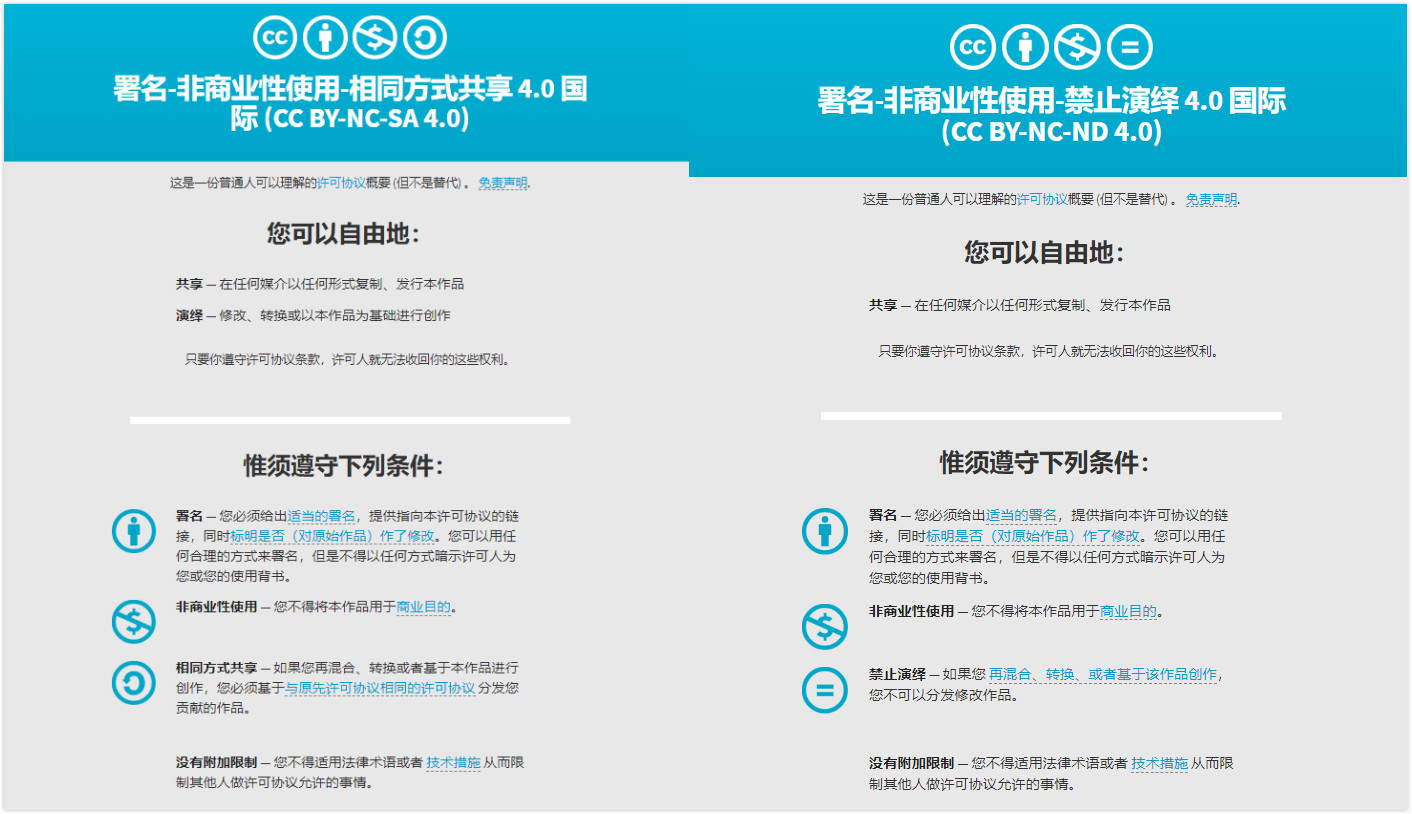 CC
署名-非商业性使用-相同方式共享 4.0 国
际 (CC BY-NC-SA 4.0)
这是一份普通人可以理解的许可协议概要 (但不是替代) 。 免责声明.
您可以自由地：
共享 — 在任何媒介以任何形式复制、发行本作品
演绎 — 修改、转换或以本作品为基础进行创作
只要你遵守许可协议条款，许可人就无法收回你的这些权利。
惟须遵守下列条件：
署名 — 您必须给出适当的署名，提供指向本许可协议的链
接，同时标明是否（对原始作品）作了修改。您可以用任
何合理的方式来署名，但是不得以任何方式暗示许可人为
您或您的使用背书。
非商业性使用 — 您不得将本作品用于商业目的。
相同方式共享 — 如果您再混合、转换或者基于本作品进行
创作，您必须基于与原先许可协议相同的许可协议 分发您
贡献的作品。
没有附加限制 — 您不得适用法律术语或者 技术措施 从而限
制其他人做许可协议允许的事情。
CC
署名-非商业性使用-禁止演绎 4.0 国际
(CC BY-NC-ND 4.0)
这是一份普通人可以理解的许可协议概要 (但不是替代) 。 免责声明.
您可以自由地：
共享 — 在任何媒介以任何形式复制、发行本作品
只要你遵守许可协议条款，许可人就无法收回你的这些权利。
惟须遵守下列条件：
署名 — 您必须给出适当的署名，提供指向本许可协议的链
接，同时标明是否（对原始作品）作了修改。您可以用任
何合理的方式来署名，但是不得以任何方式暗示许可人为
您或您的使用背书。
非商业性使用 — 您不得将本作品用于商业目的。
禁止演绎 — 如果您 再混合、转换、或者基于该作品创作，
您不可以分发修改作品。
没有附加限制 — 您不得适用法律术语或者 技术措施 从而限
制其他人做许可协议允许的事情。